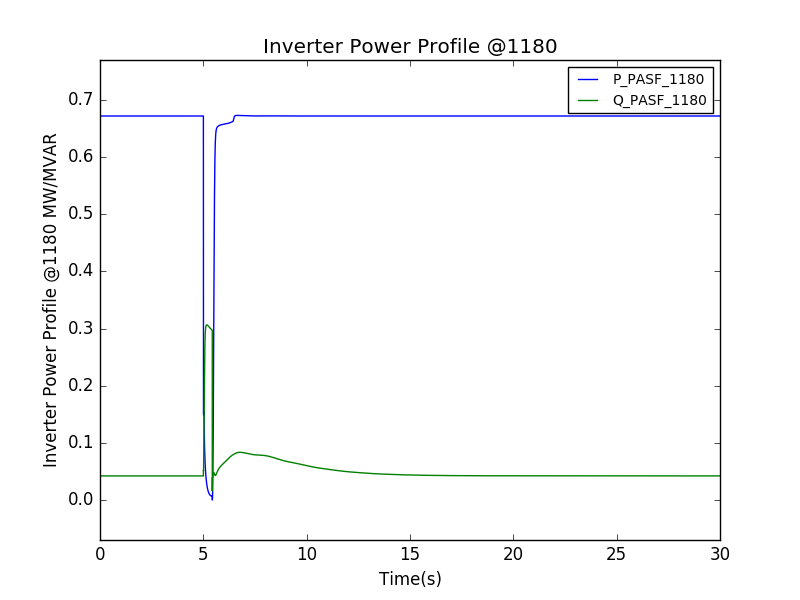 Inverter Power Profile @1180
P_PASF_1180
Q_PASF_1180
Inverter Power Profile @1180 MW/MVAR
0.7
0.6
0.5
0.4
0.3
0.2
0.1
0.0
0 5 10 15 20 25 30
Time(s)